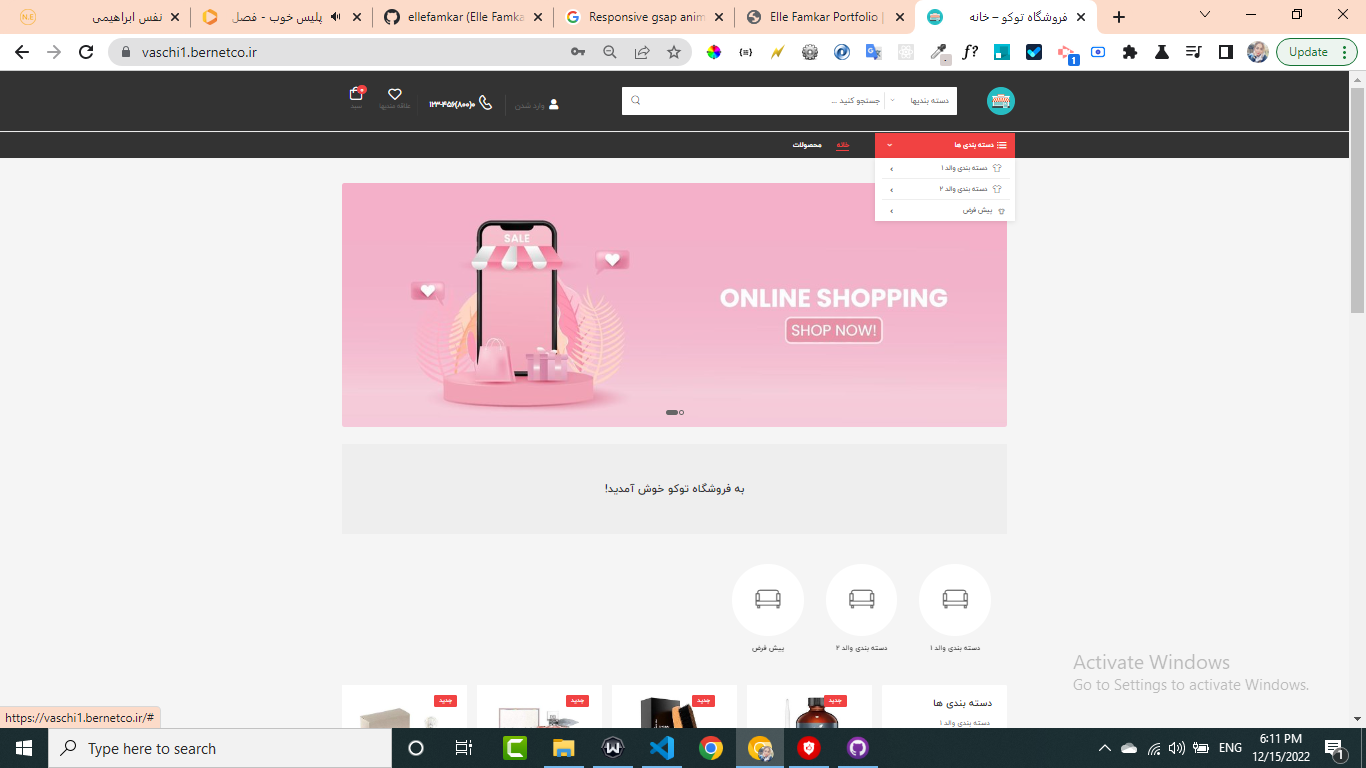 نفس ابراهیمی
پلیس خوب - فصل
ellefamkar (Elle Famka
Responsive gsap anim
Elle Famkar Portfolio |
فروشگاه توکو – خانه
vaschi1.bernetco.ir
Update
سبد
علاقه مندیها
وارد شدن
جستجو کنید ...
دسته بندیها
دسته بندی ها
خانه
محصولات
دسته بندی والد ۱
دسته بندی والد ۲
پیش فرض
SALE
ONLINE SHOPPING
SHOP NOW!
به فروشگاه توکو خوش آمدید!
دسته بندی والد ۱
دسته بندی والد ۲
پیش فرض
دسته بندی ها
دسته بندی والد ۱
جدید
جدید
جدید
جدید
Activate Windows
Go to Settings to activate Windows.
https://vaschi1.bernetco.ir/#
Type here to search
ENG
6:11 PM
12/15/2022